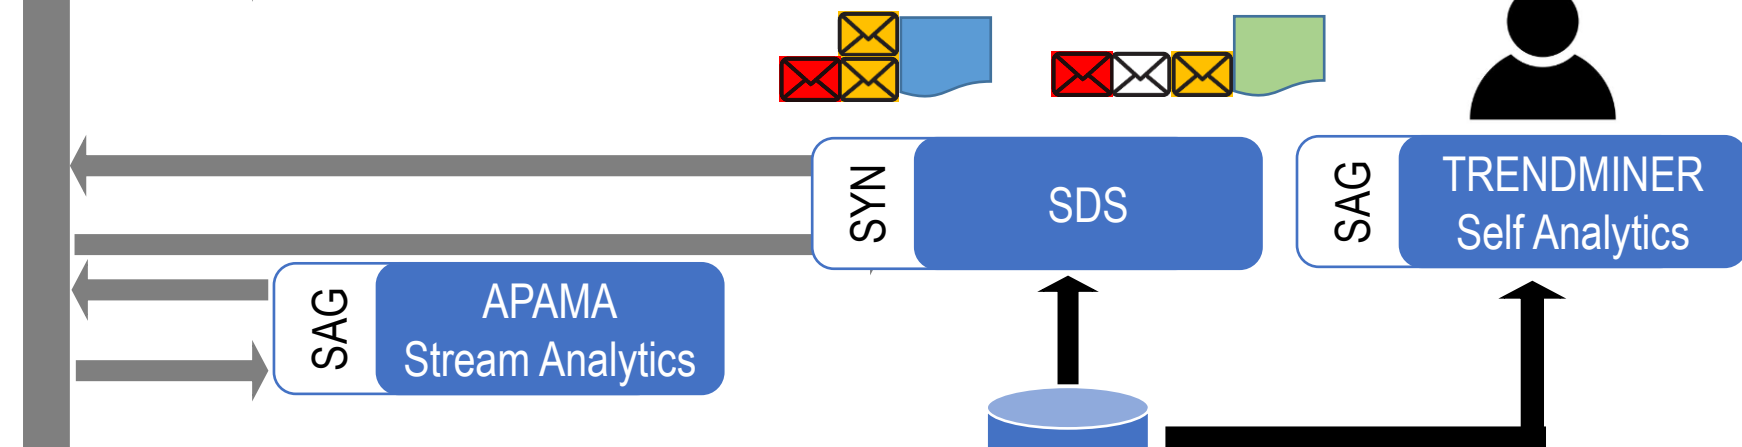 SYN
SDS
SAG
TRENDMINER
Self Analytics
SAG
APAMA
Stream Analytics